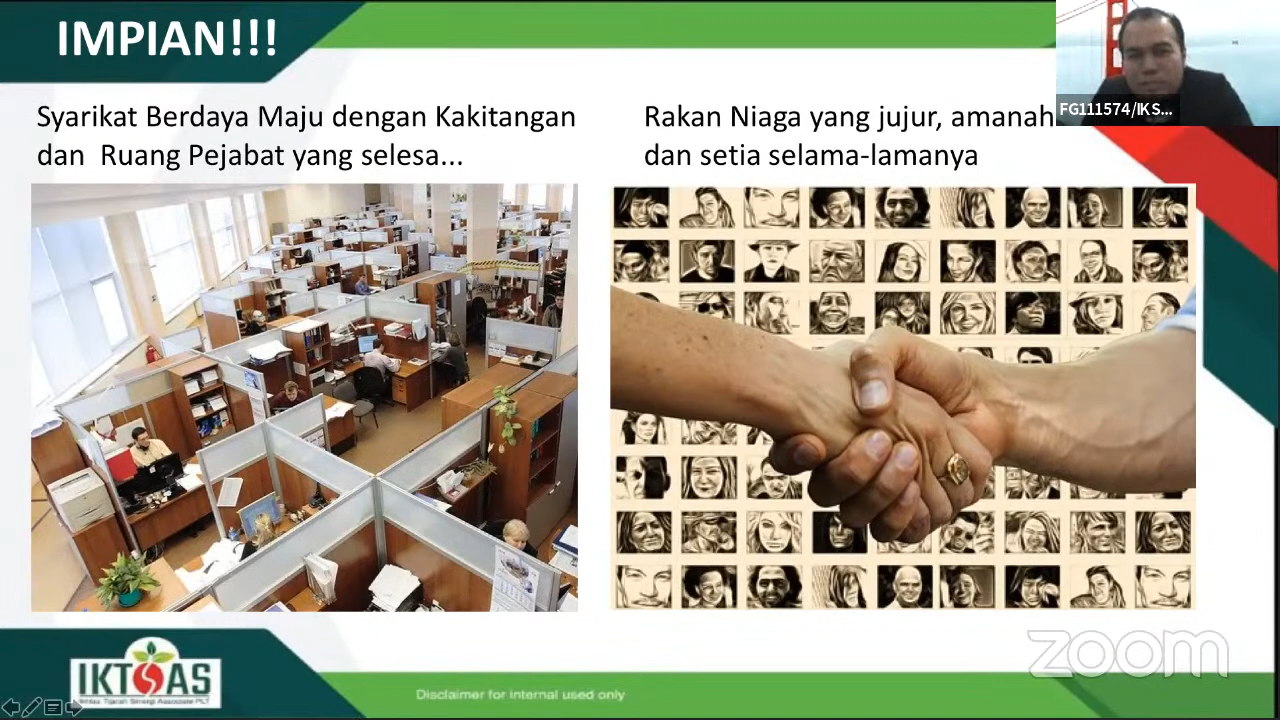 IMPIAN!!!
FG111574/IKS...
Syarikat Berdaya Maju dengan Kakitangan
dan Ruang Pejabat yang selesa...
Rakan Niaga yang jujur, amanah
dan setia selama-lamanya
zoom
IKTSAS
Disclaimer for internal used only